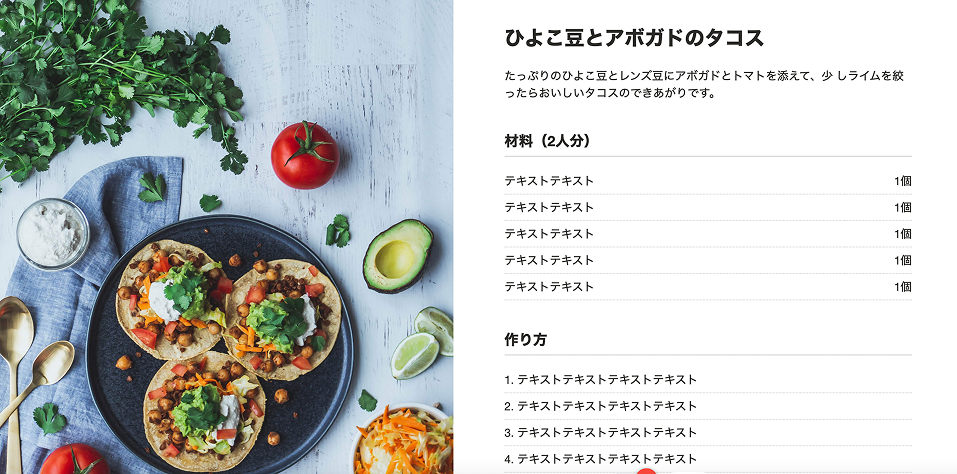 ひよこ豆とアボガドのタコス
たっぷりのひよこ豆とレンズ豆にアボガドとトマトを添えて、少 しライムを絞
ったらおいしいタコスのできあがりです。
材料（2人分）
テキストテキスト 1個
テキストテキスト 1個
テキストテキスト 1個
テキストテキスト 1個
テキストテキスト 1個
作り方
1. テキストテキストテキストテキスト
2. テキストテキストテキストテキスト
3. テキストテキストテキストテキスト
4. テキストテキストテキストテキスト